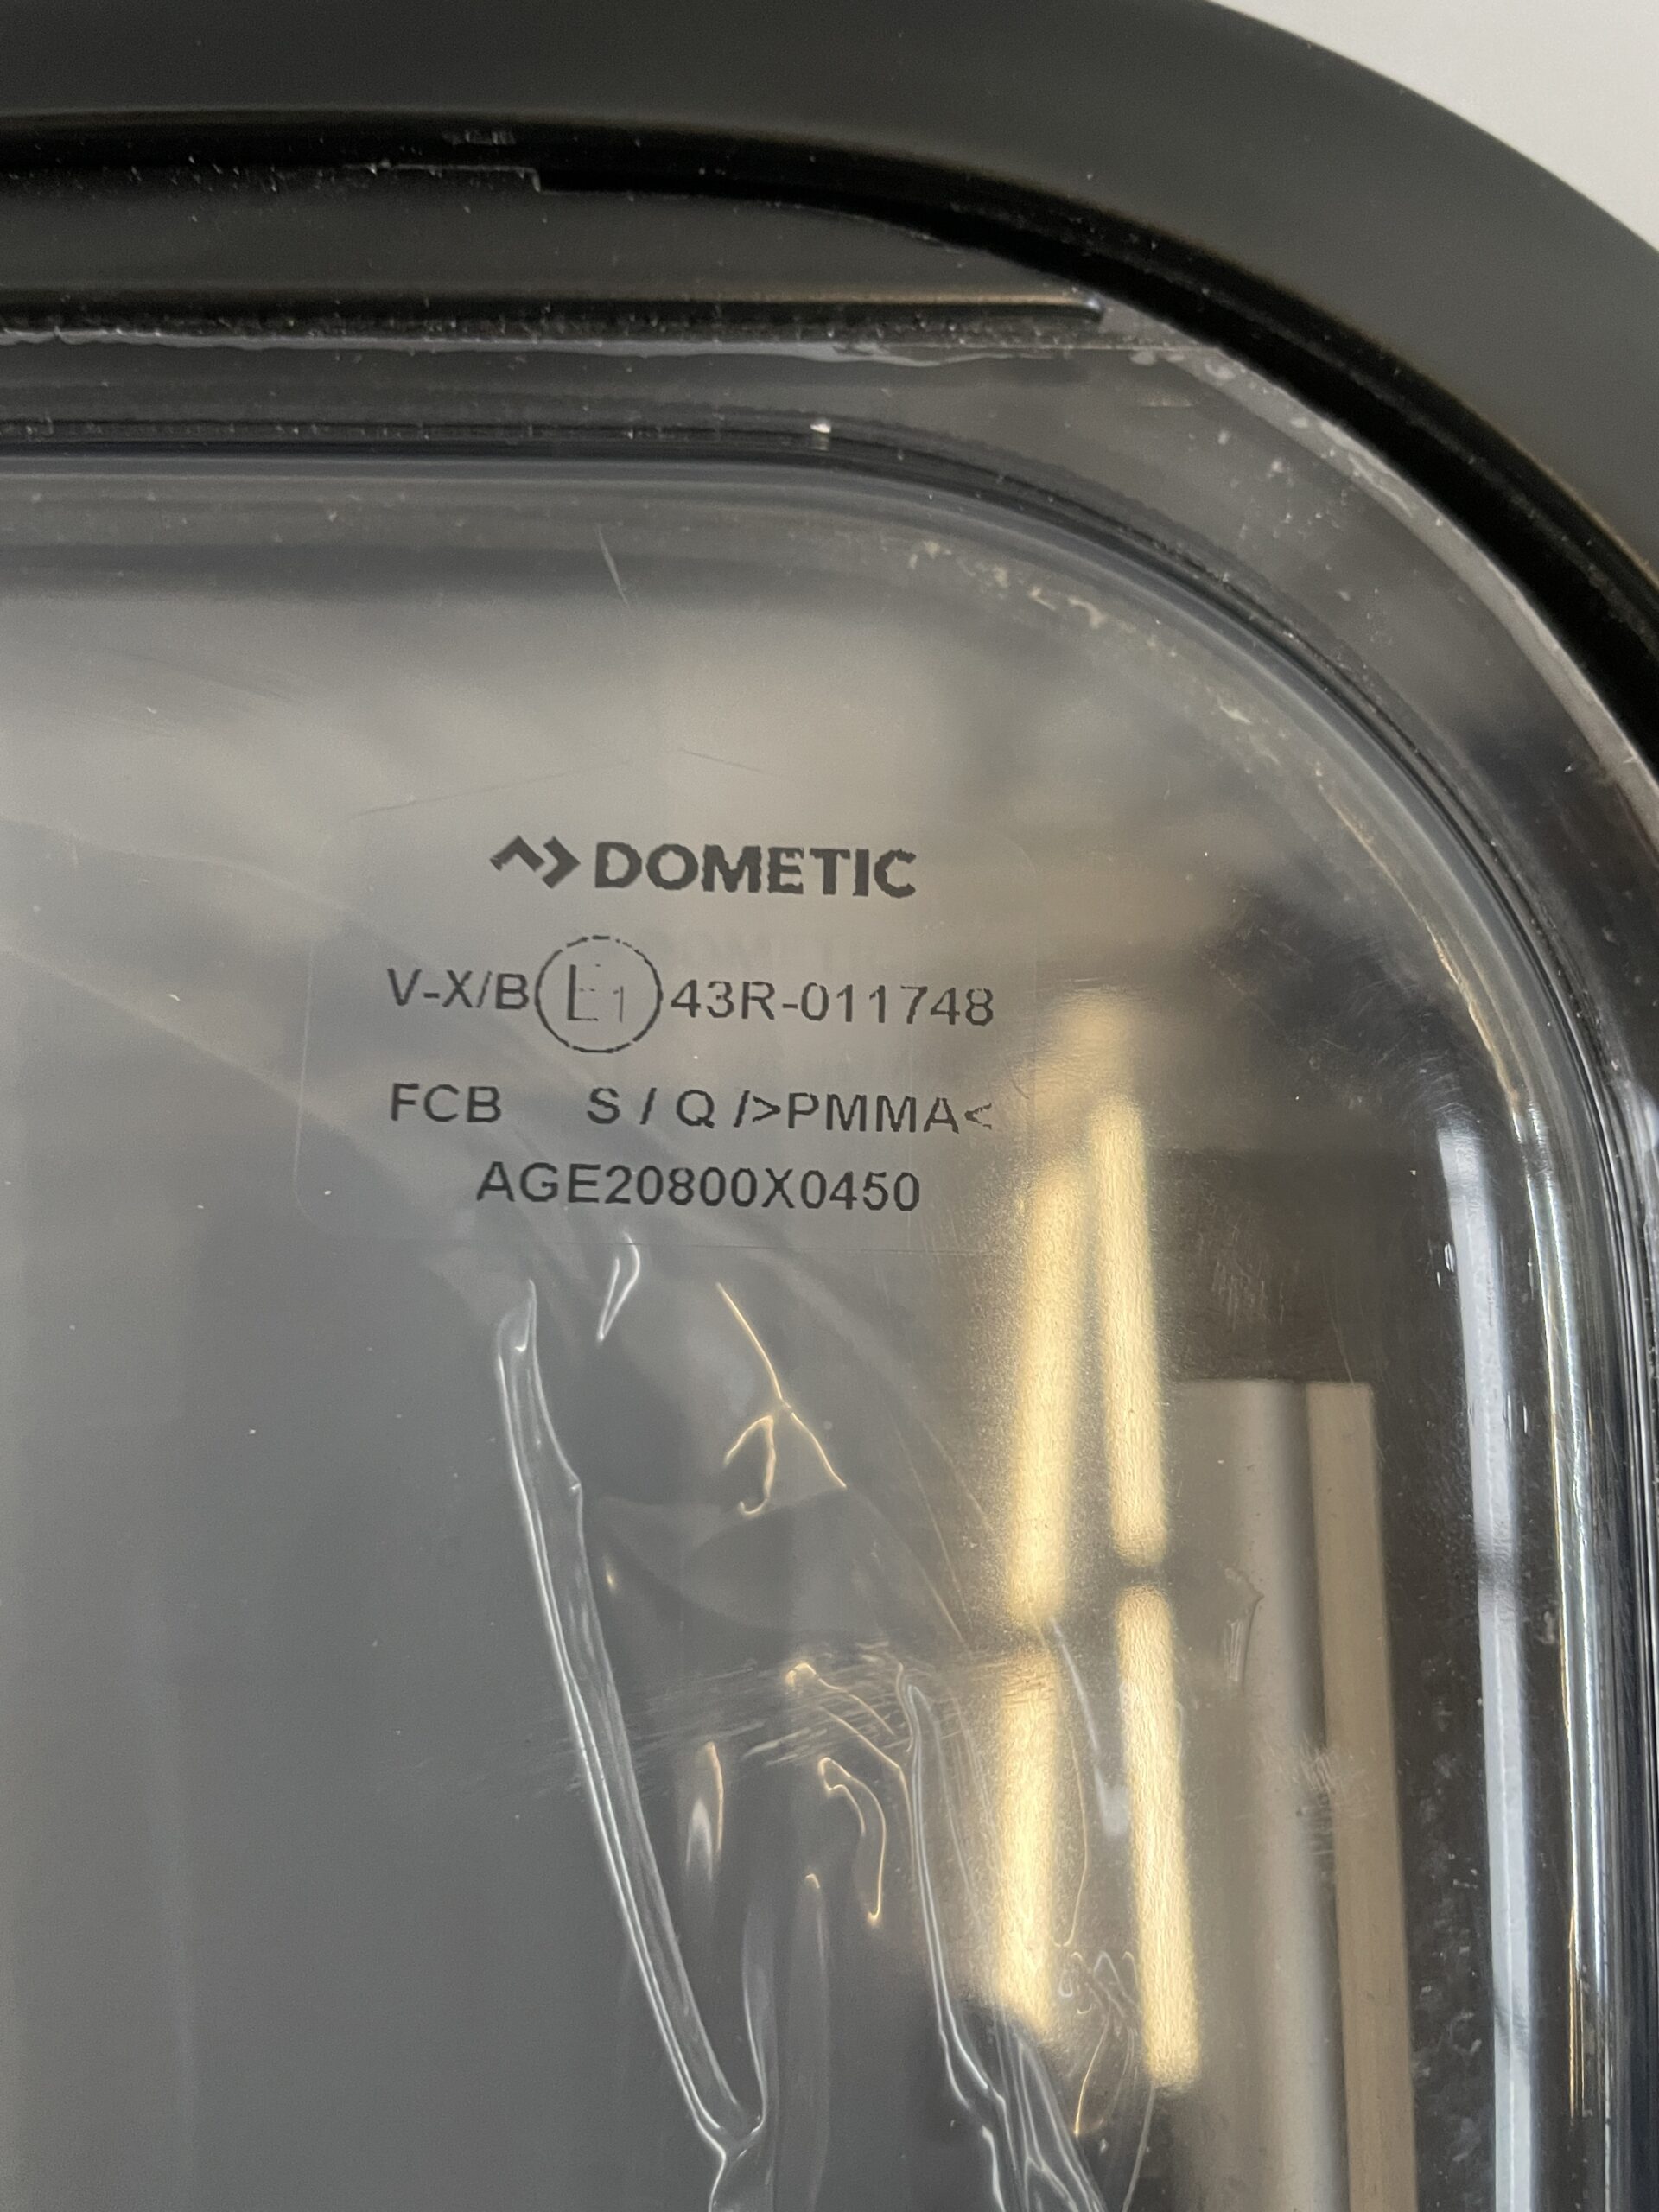 DOMETIC
V-X/B E1 43R-011748
FCB S / Q />PMMA<
AGE20800X0450